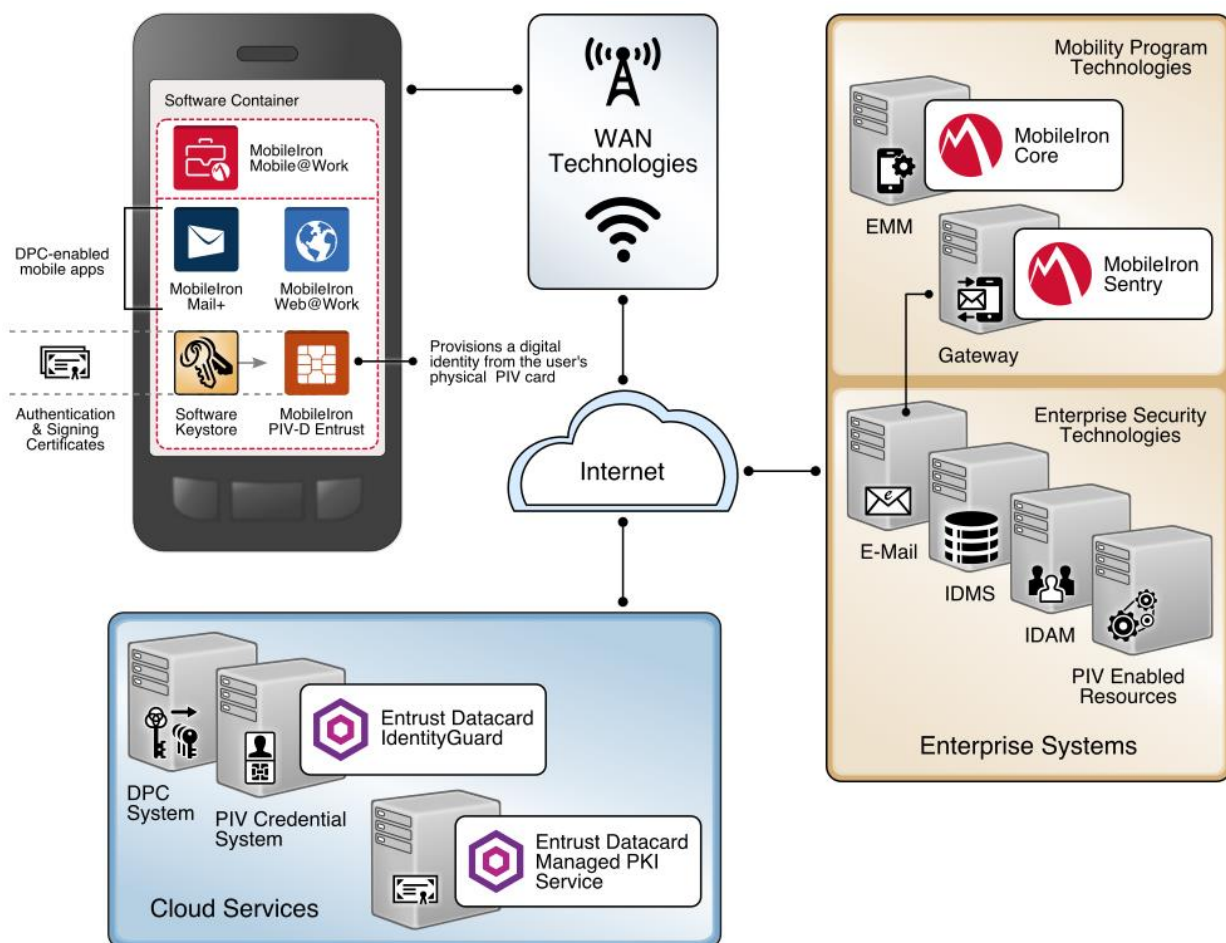 Software Container
MobileIron
Mobile@Work
DPC-enabled
mobile apps
MobileIron
Mail+
MobileIron
Web@Work
Authentication
& Signing
Certificates
Software
Keystore
MobileIron
PIV-D Entrust
Provisions a digital
identity from the user's
physical PIV card
WAN
Technologies
Internet
Mobility Program
Technologies
EMM
MobileIron
Core
Gateway
MobileIron
Sentry
Enterprise Security
Technologies
e
E-Mail
IDMS
IDAM
PIV Enabled
Resources
Enterprise Systems
DPC
System
PIV Credential
System
Entrust Datacard
IdentityGuard
Entrust Datacard
Managed PKI
Service
Cloud Services